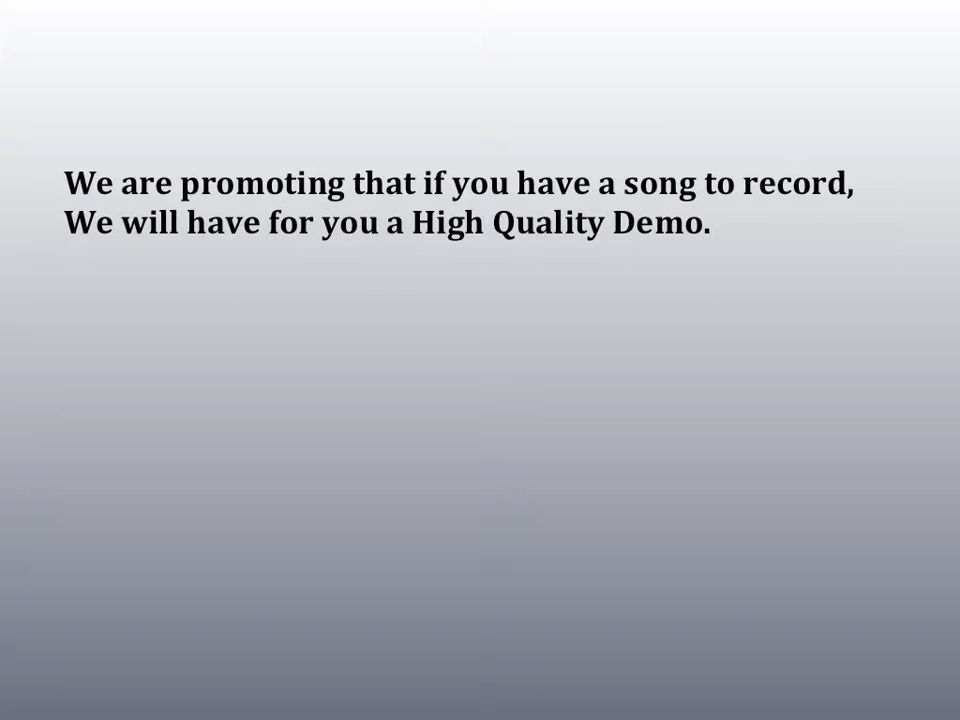 We are promoting that if you have a song to record,
We will have for you a High Quality Demo.